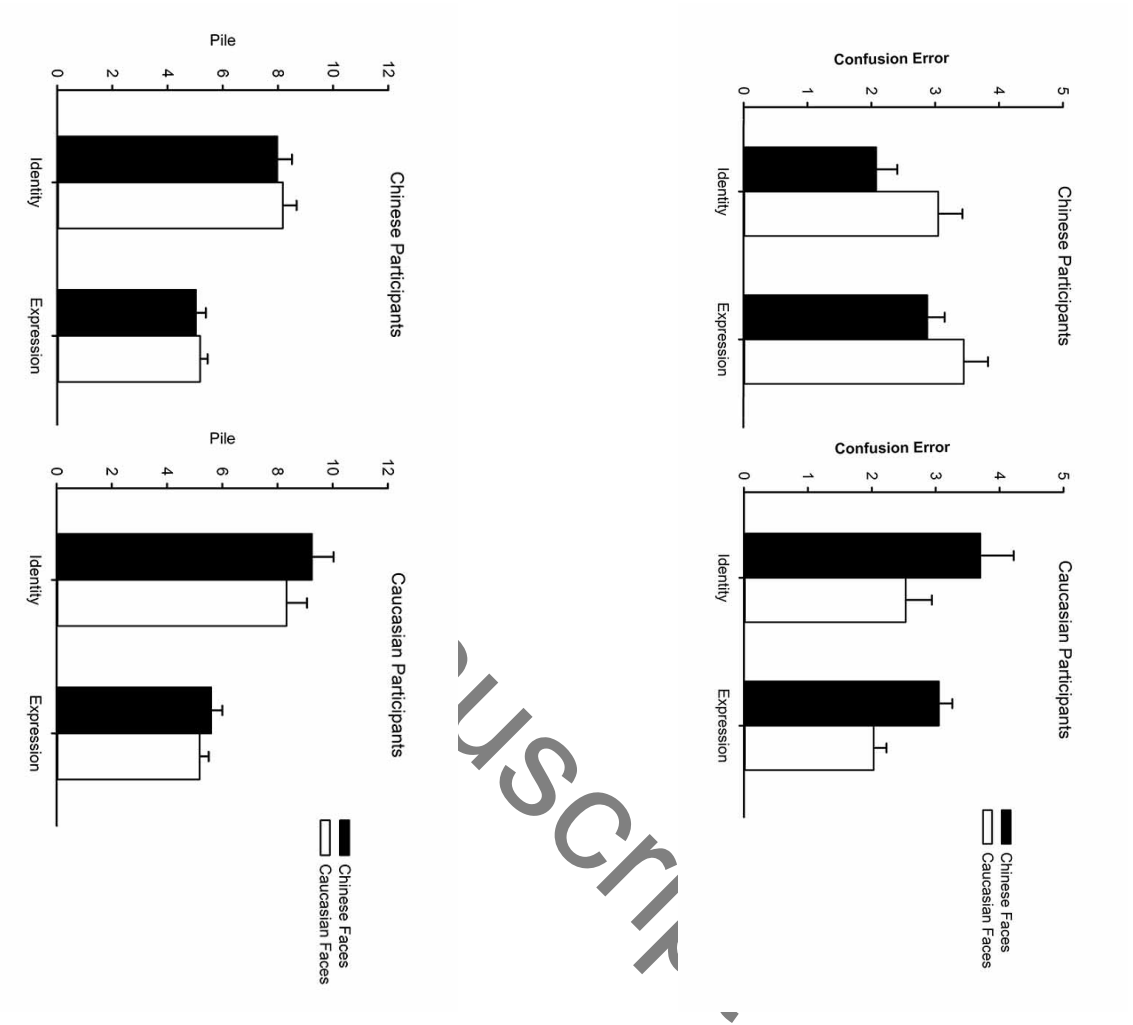 Pile
0 2 4 6 8 10 12
Chinese Participants
Identity
Expression
Pile
0 2 4 6 8 10 12
Caucasian Participants
Identity
Expression
Chinese Faces
Caucasian Faces
Confusion Error
0 1 2 3 4 5
Chinese Participants
Identity
Expression
Confusion Error
0 1 2 3 4 5
Caucasian Participants
Identity
Expression
Chinese Faces
Caucasian Faces